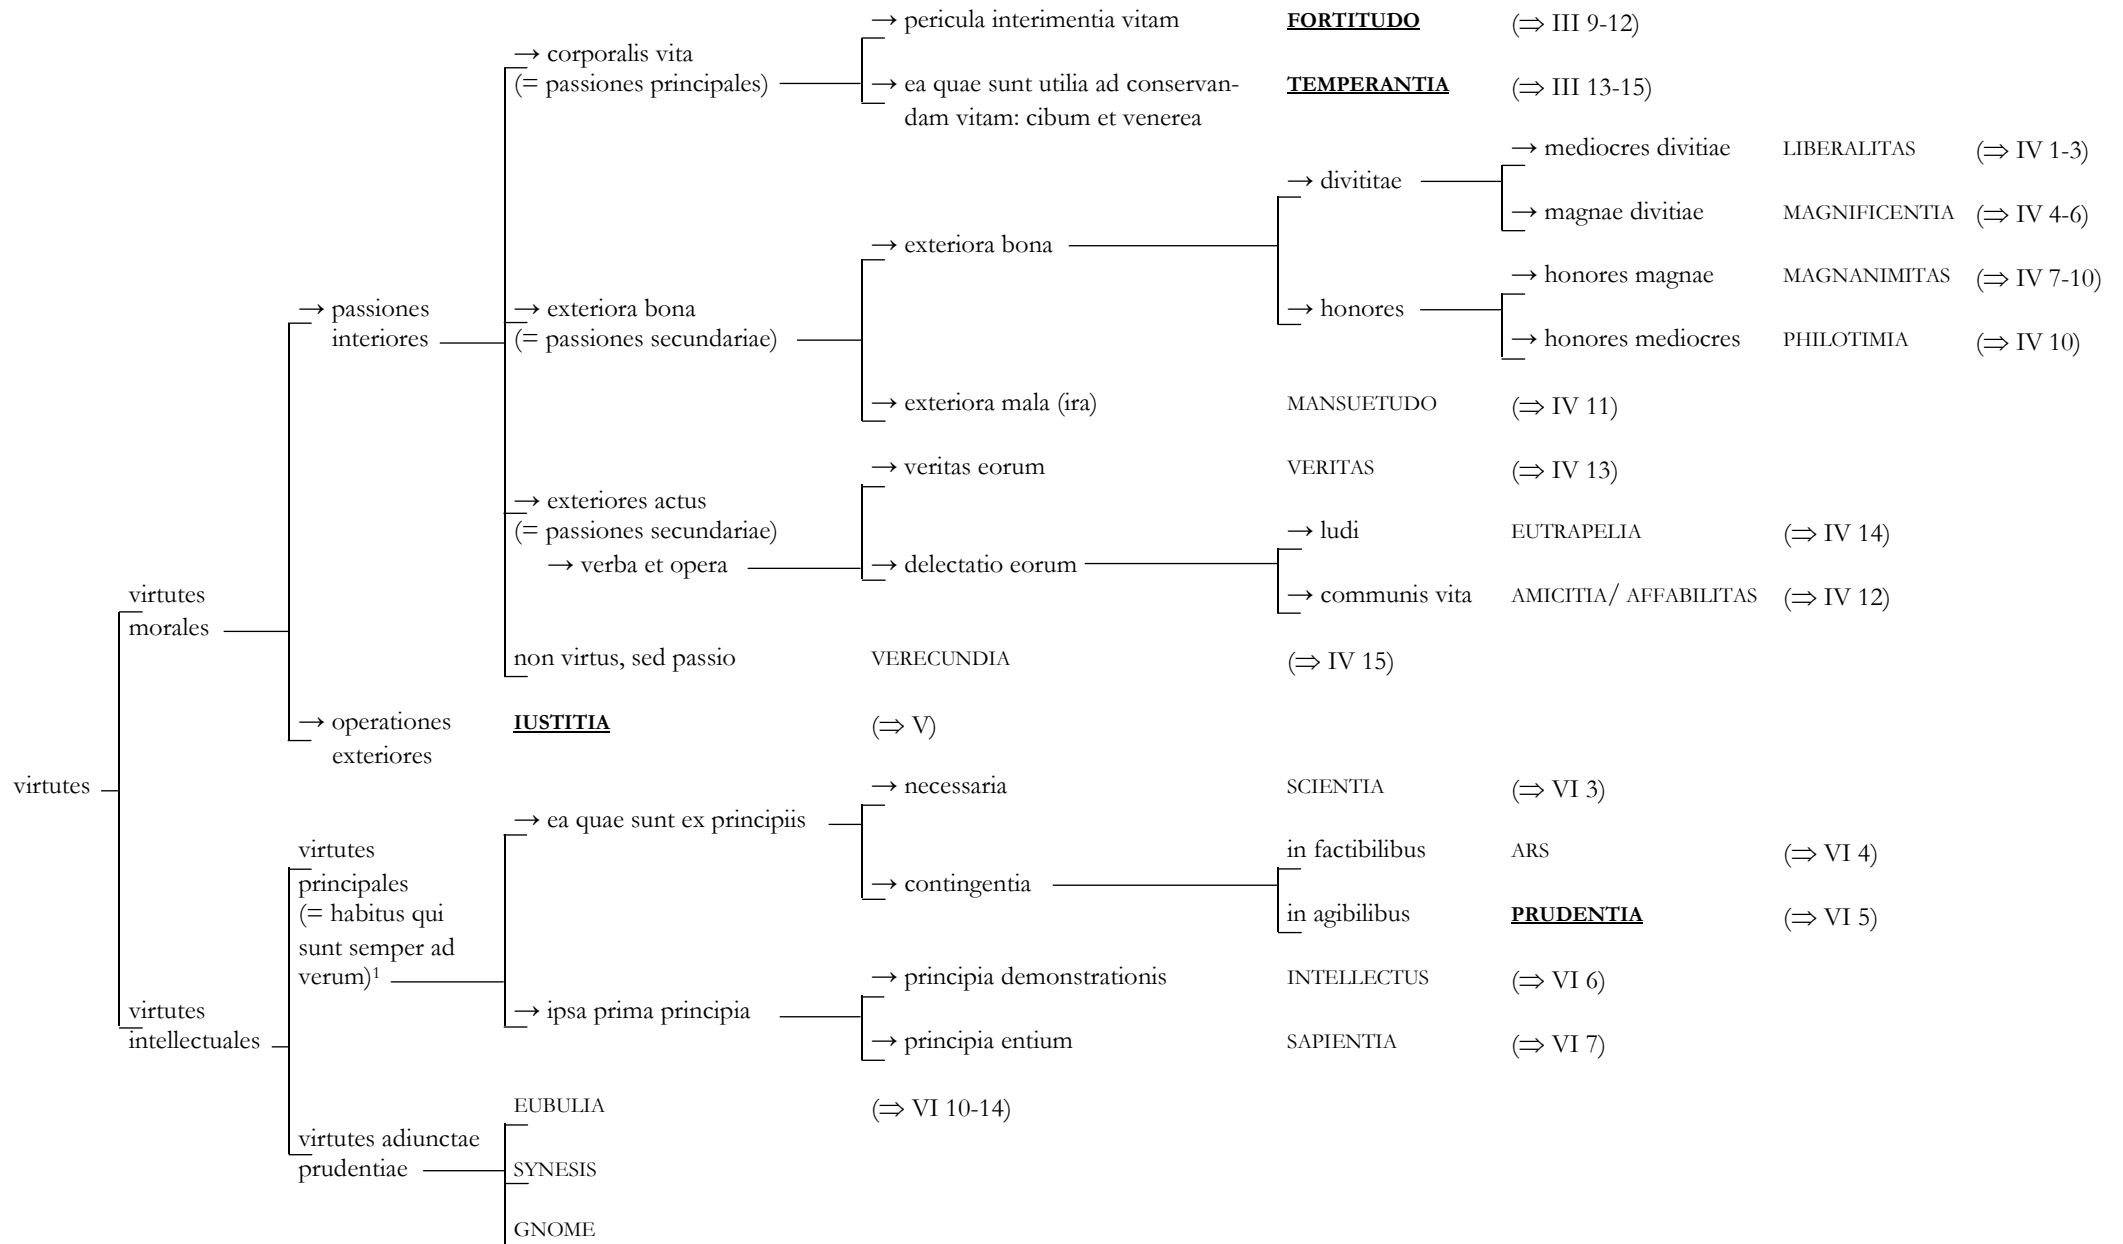 → pericula interimentia vitam FORTITUDO (⇒ III 9-12)
→ corporalis vita
(= passiones principales) → ea quae sunt utilia ad conservan- TEMPERANTIA (⇒ III 13-15)
dam vitam: cibum et venerea
→ mediocres divitiae LIBERALITAS (⇒ IV 1-3)
→ divititae
→ magnae divitiae MAGNIFICENTIA (⇒ IV 4-6)
→ exteriora bona
→ honores magnae MAGNANIMITAS (⇒ IV 7-10)
→ passiones → exteriora bona → honores
interiores (= passiones secundariae) → honores mediocres PHILOTIMIA (⇒ IV 10)
→ exteriora mala (ira) MANSUETUDO (⇒ IV 11)
→ veritas eorum VERITAS (⇒ IV 13)
→ exteriores actus
(= passiones secundariae) → ludi EUTRAPELIA (⇒ IV 14)
→ verba et opera → delectatio eorum
virtutes → communis vita AMICITIA/ AFFABILITAS (⇒ IV 12)
morales
non virtus, sed passio VERECUNDIA (⇒ IV 15)
→ operationes IUSTITIA (⇒ V)
exteriores
virtutes → necessaria SCIENTIA (⇒ VI 3)
→ ea quae sunt ex principiis
virtutes in factibilibus ARS (⇒ VI 4)
principales → contingentia
(= habitus qui in agibilibus PRUDENTIA (⇒ VI 5)
sunt semper ad
verum)¹ → principia demonstrationis INTELLECTUS (⇒ VI 6)
virtutes → ipsa prima principia
intellectuales → principia entium SAPIENTIA (⇒ VI 7)
EUBULIA (⇒ VI 10-14)
virtutes adiunctae
prudentiae SYNESIS
GNOME